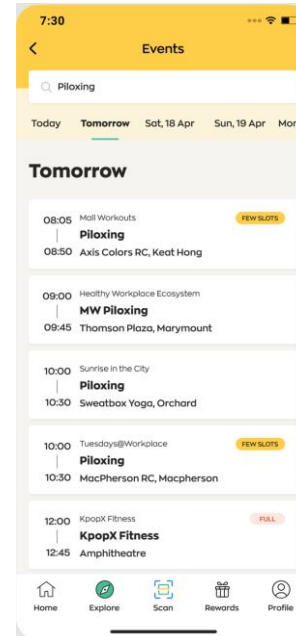 7:30
Events
Piloxing
Today Tomorrow Sat, 18 Apr Sun, 19 Apr Mon
Tomorrow
Mall Workouts
FEW SLOTS
08:05
Piloxing
08:50 Axis Colors RC, Keat Hong
Healthy Workplace Ecosystem
09:00
MW Piloxing
09:45 Thomson Plaza, Marymount
Sunrise in the City
10:00
Piloxing
10:30 Sweatbox Yoga, Orchard
Tuesdays@Workplace
FEW SLOTS
10:00
Piloxing
10:30 MacPherson RC, Macpherson
KpopX Fitness
FULL
12:00
KpopX Fitness
12:45 Amphitheatre
Home Explore Scan Rewards Profile